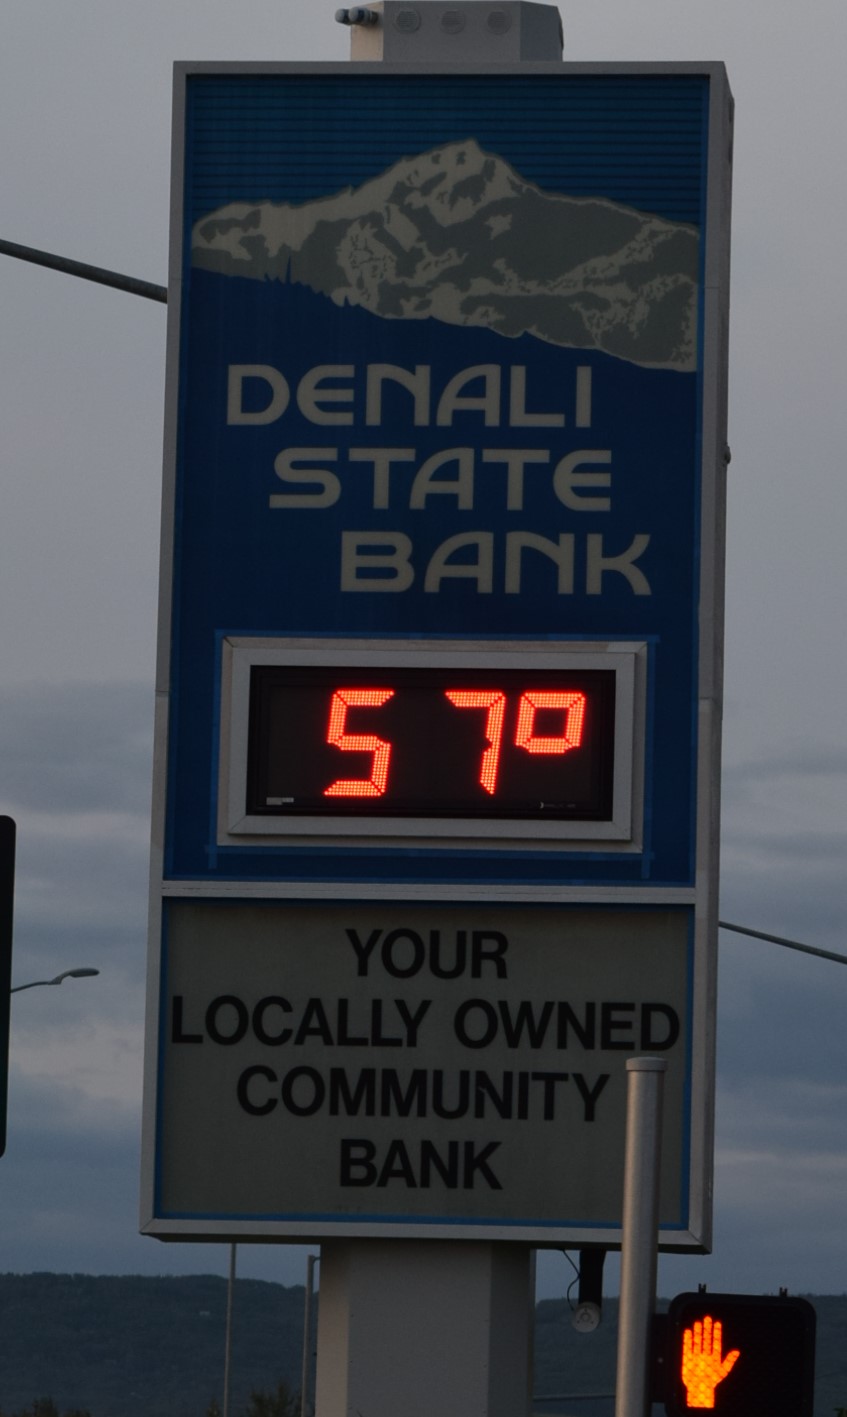 DENALI
STATE
BANK
57°
YOUR
LOCALLY OWNED
COMMUNITY
BANK